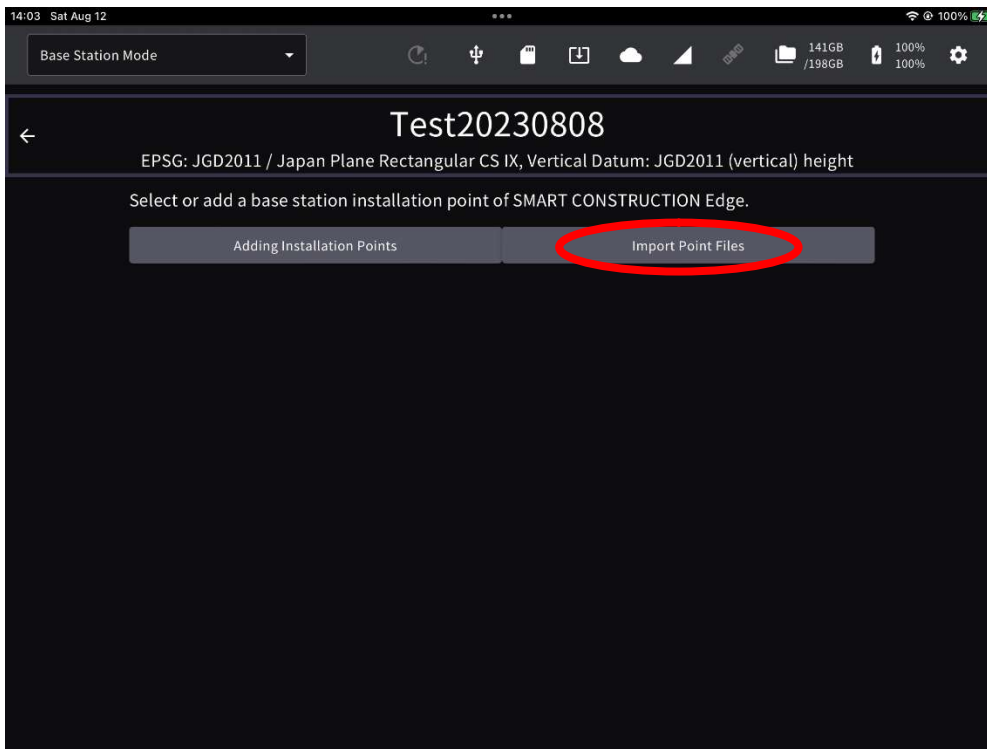 14:03 Sat Aug 12
100%
Base Station Mode
141GB
/198GB
100%
100%
Test20230808
EPSG: JGD2011 / Japan Plane Rectangular CS IX, Vertical Datum: JGD2011 (vertical) height
Select or add a base station installation point of SMART CONSTRUCTION Edge.
Adding Installation Points
Import Point Files